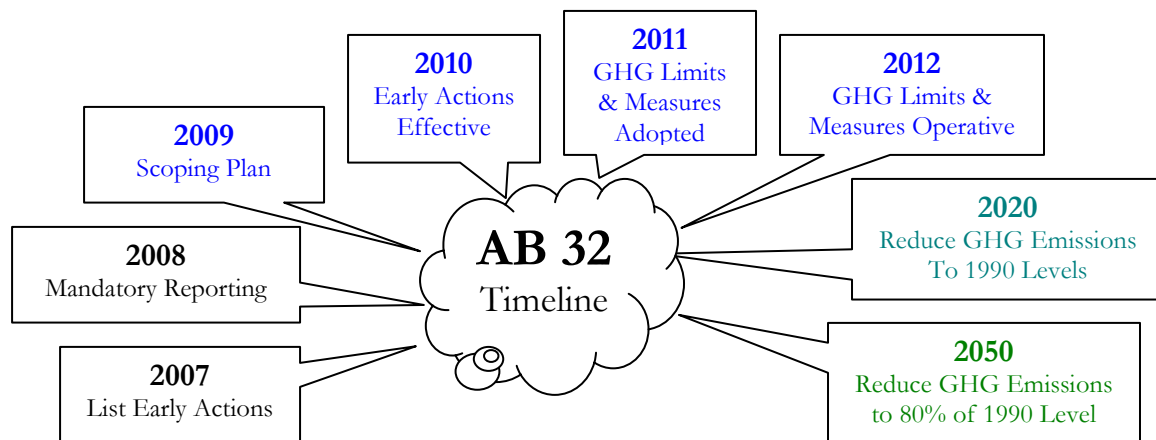 2007
List Early Actions
2008
Mandatory Reporting
2009
Scoping Plan
2010
Early Actions
Effective
2011
GHG Limits
& Measures
Adopted
2012
GHG Limits &
Measures Operative
2020
Reduce GHG Emissions
To 1990 Levels
2050
Reduce GHG Emissions
to 80% of 1990 Level
AB 32
Timeline